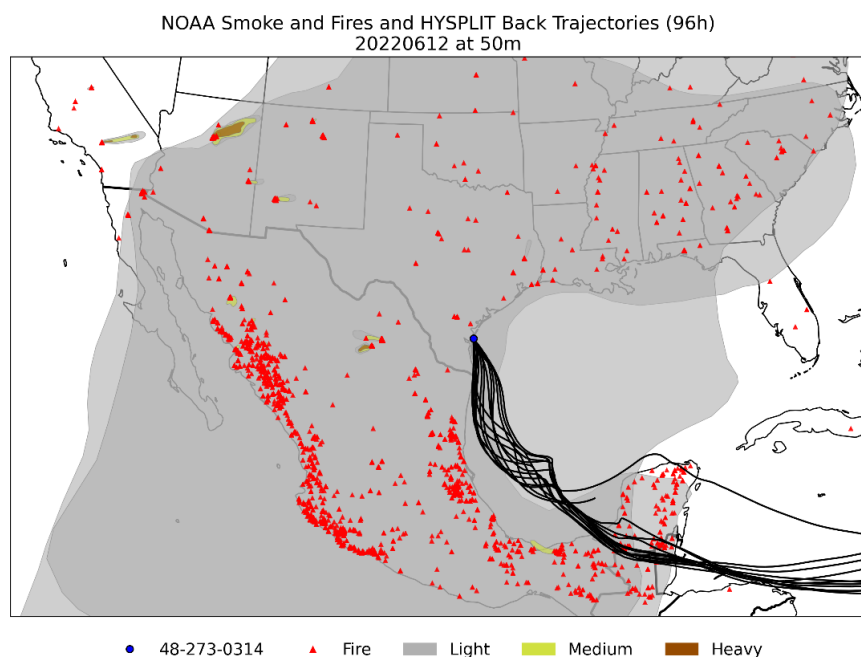 NOAA Smoke and Fires and HYSPLIT Back Trajectories (96h)
20220612 at 50m
48-273-0314 Fire Light Medium Heavy